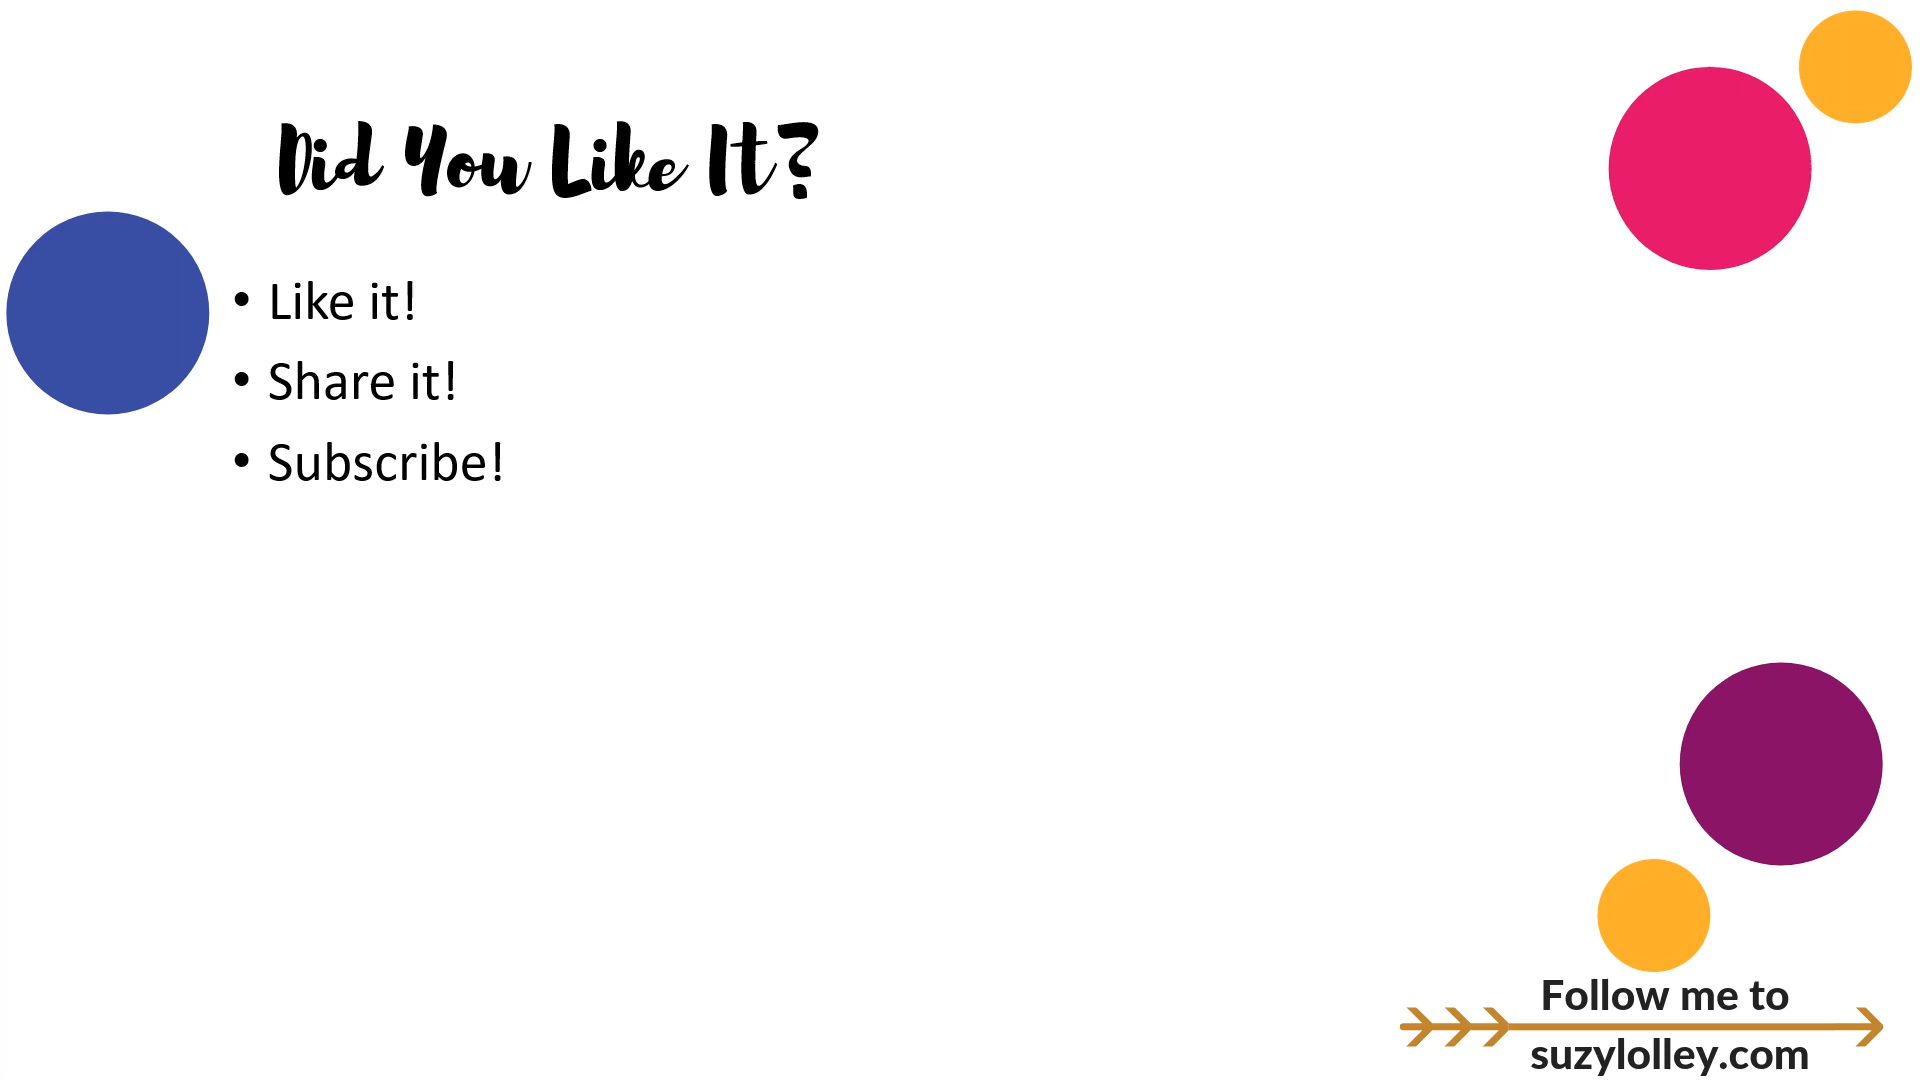 Did You Like It?
• Like it!
• Share it!
• Subscribe!
Follow me to
suzylolley.com